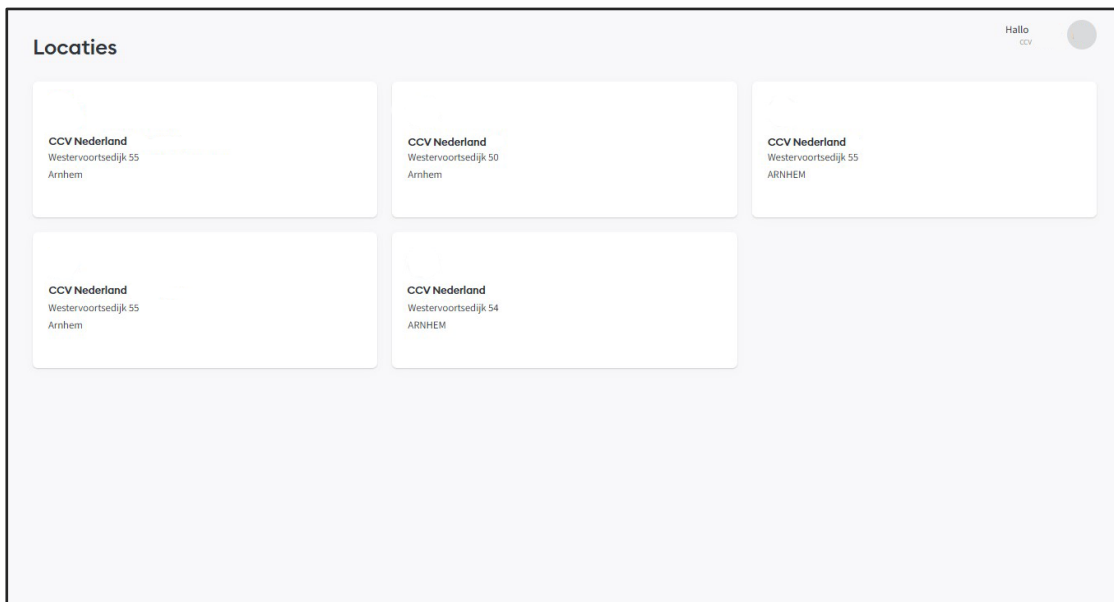 Hallo
CCV
Locaties
CCV Nederland
Westervoortsedijk 55
Arnhem
CCV Nederland
Westervoortsedijk 50
Arnhem
CCV Nederland
Westervoortsedijk 55
ARNHEM
CCV Nederland
Westervoortsedijk 55
Arnhem
CCV Nederland
Westervoortsedijk 54
ARNHEM